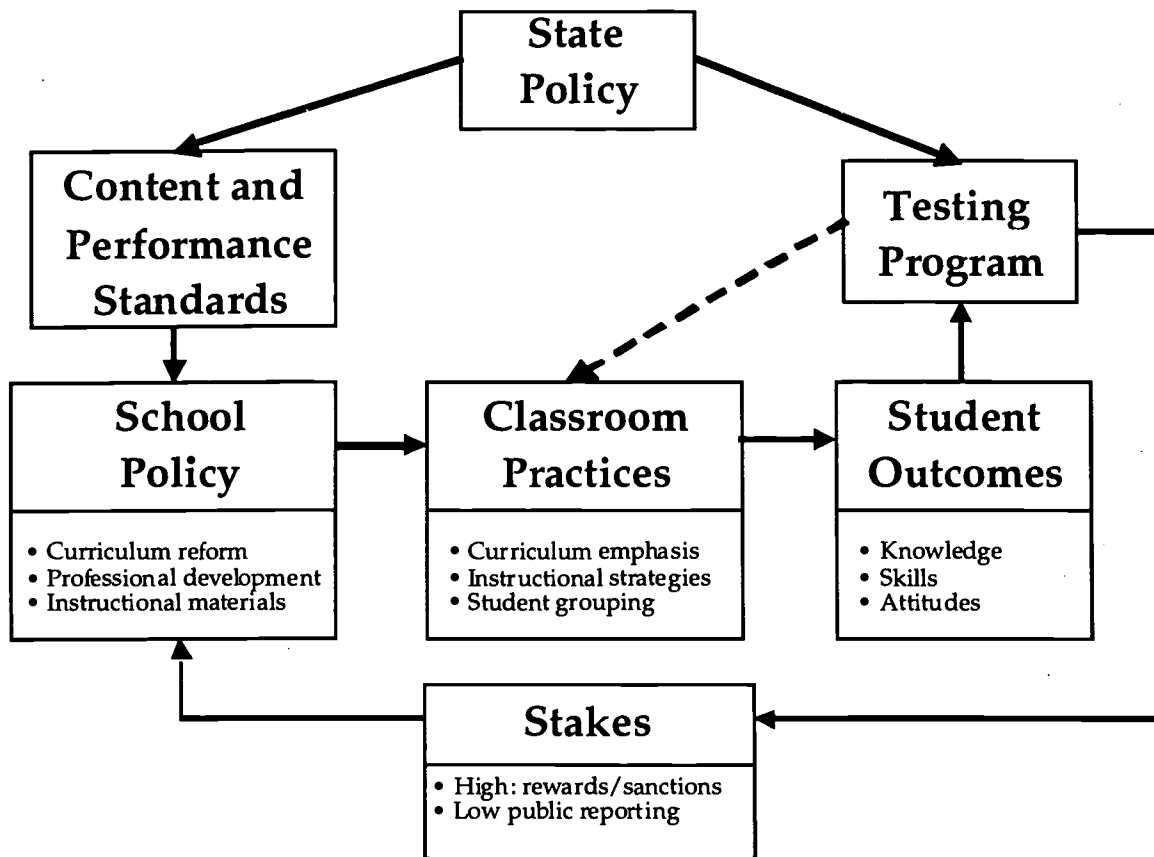 State
Policy
Content and
Performance
Standards
Testing
Program
School
Policy
• Curriculum reform
• Professional development
• Instructional materials
Classroom
Practices
• Curriculum emphasis
• Instructional strategies
• Student grouping
Student
Outcomes
• Knowledge
• Skills
• Attitudes
Stakes
• High: rewards/sanctions
• Low public reporting